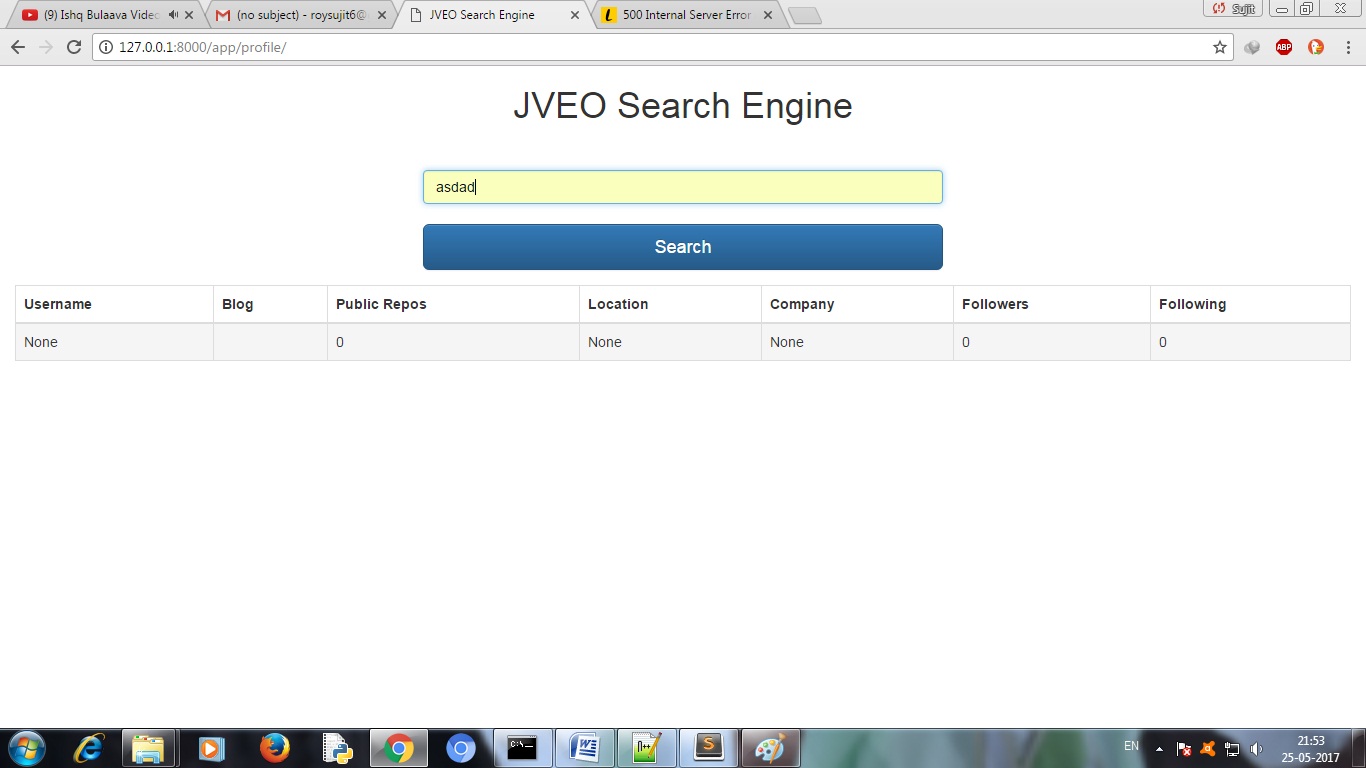 (9) Ishq Bulaava Video
(no subject) - roysujit6@
JVEO Search Engine
500 Internal Server Error
Sujit
127.0.0.1:8000/app/profile/
ABP
JVEO Search Engine
asdad
Search
Username Blog Public Repos Location Company Followers Following
None 0 None None 0 0
EN
21:53
25-05-2017